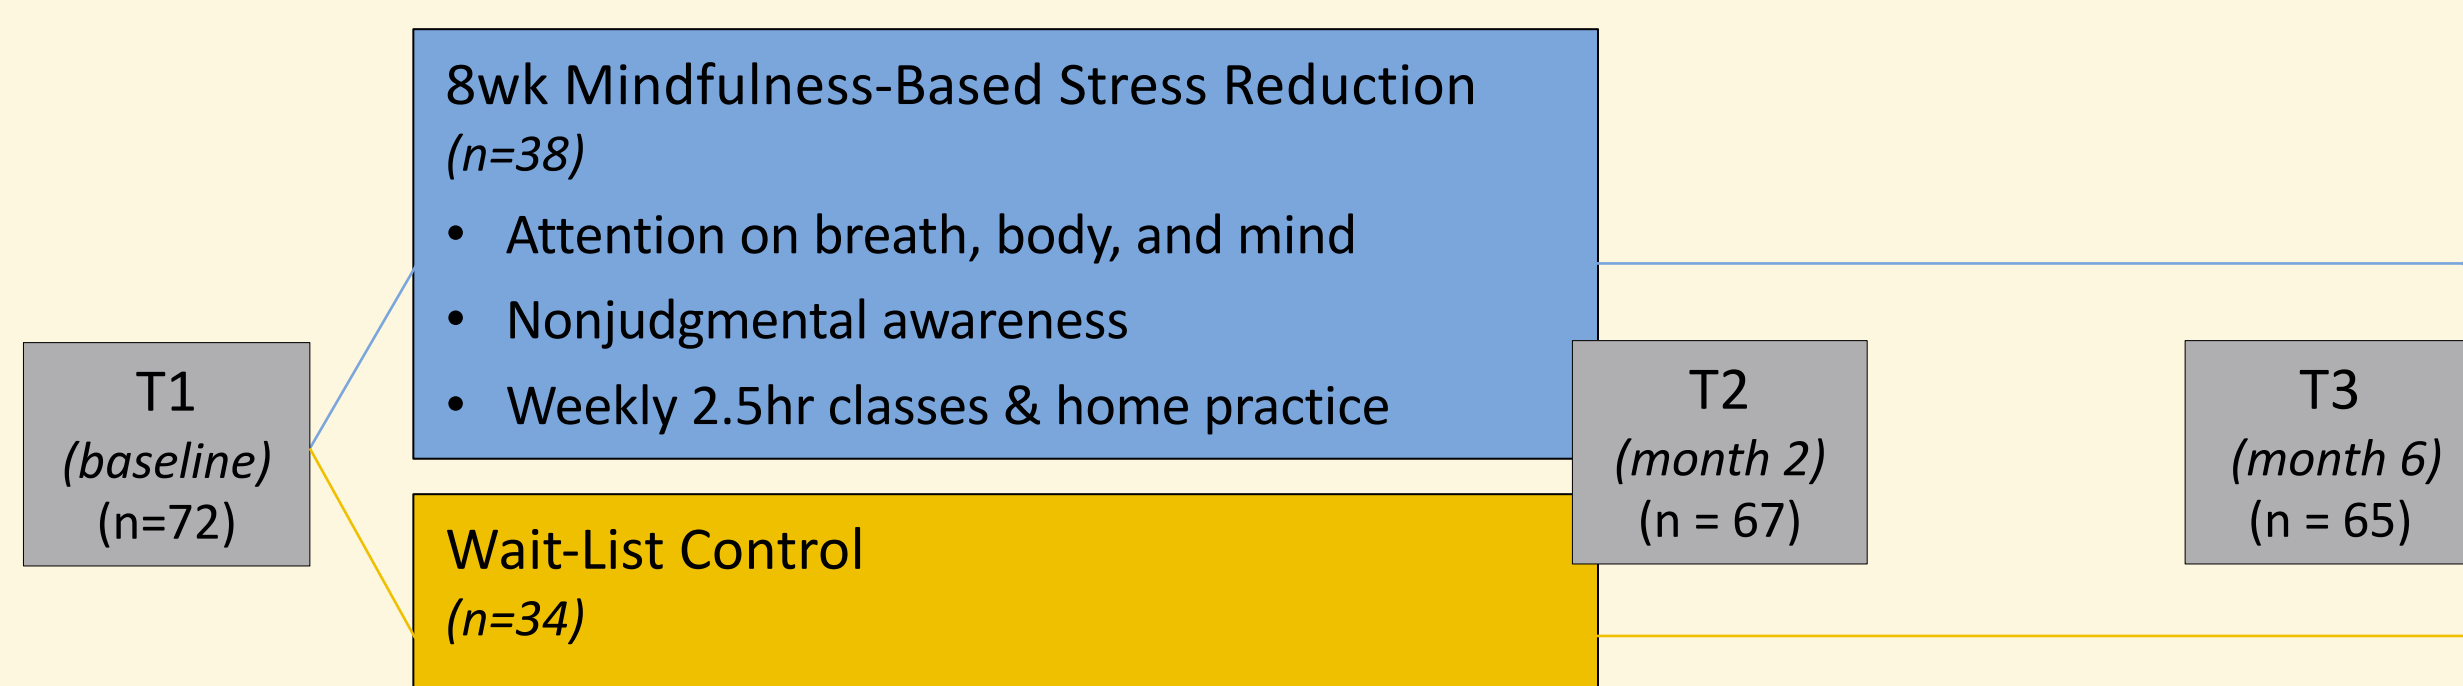 8wk Mindfulness-Based Stress Reduction
(n=38)
• Attention on breath, body, and mind
• Nonjudgmental awareness
• Weekly 2.5hr classes & home practice
T1
(baseline)
(n=72)
T2
(month 2)
(n = 67)
T3
(month 6)
(n = 65)
Wait-List Control
(n=34)